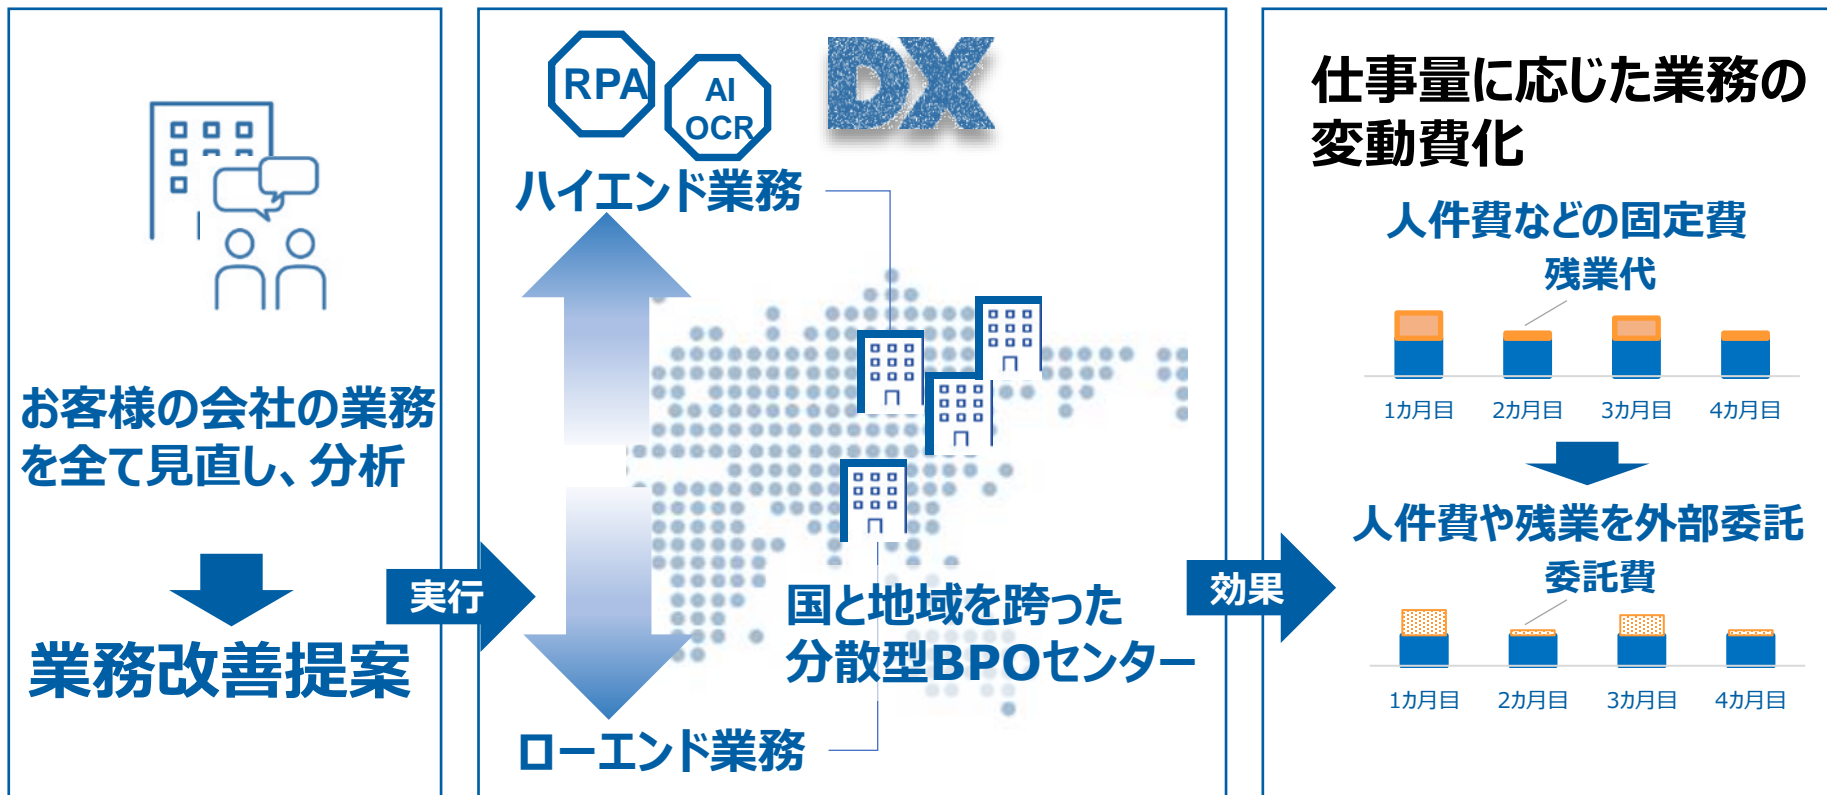 お客様の会社の業務
を全て見直し、分析
業務改善提案
実行
RPA
AI
OCR
DX
ハイエンド業務
国と地域を跨った
分散型BPOセンター
ローエンド業務
効果
仕事量に応じた業務の
変動費化
人件費などの固定費
残業代
1カ月目 2カ月目 3カ月目 4カ月目
人件費や残業を外部委託
委託費
1カ月目 2カ月目 3カ月目 4カ月目